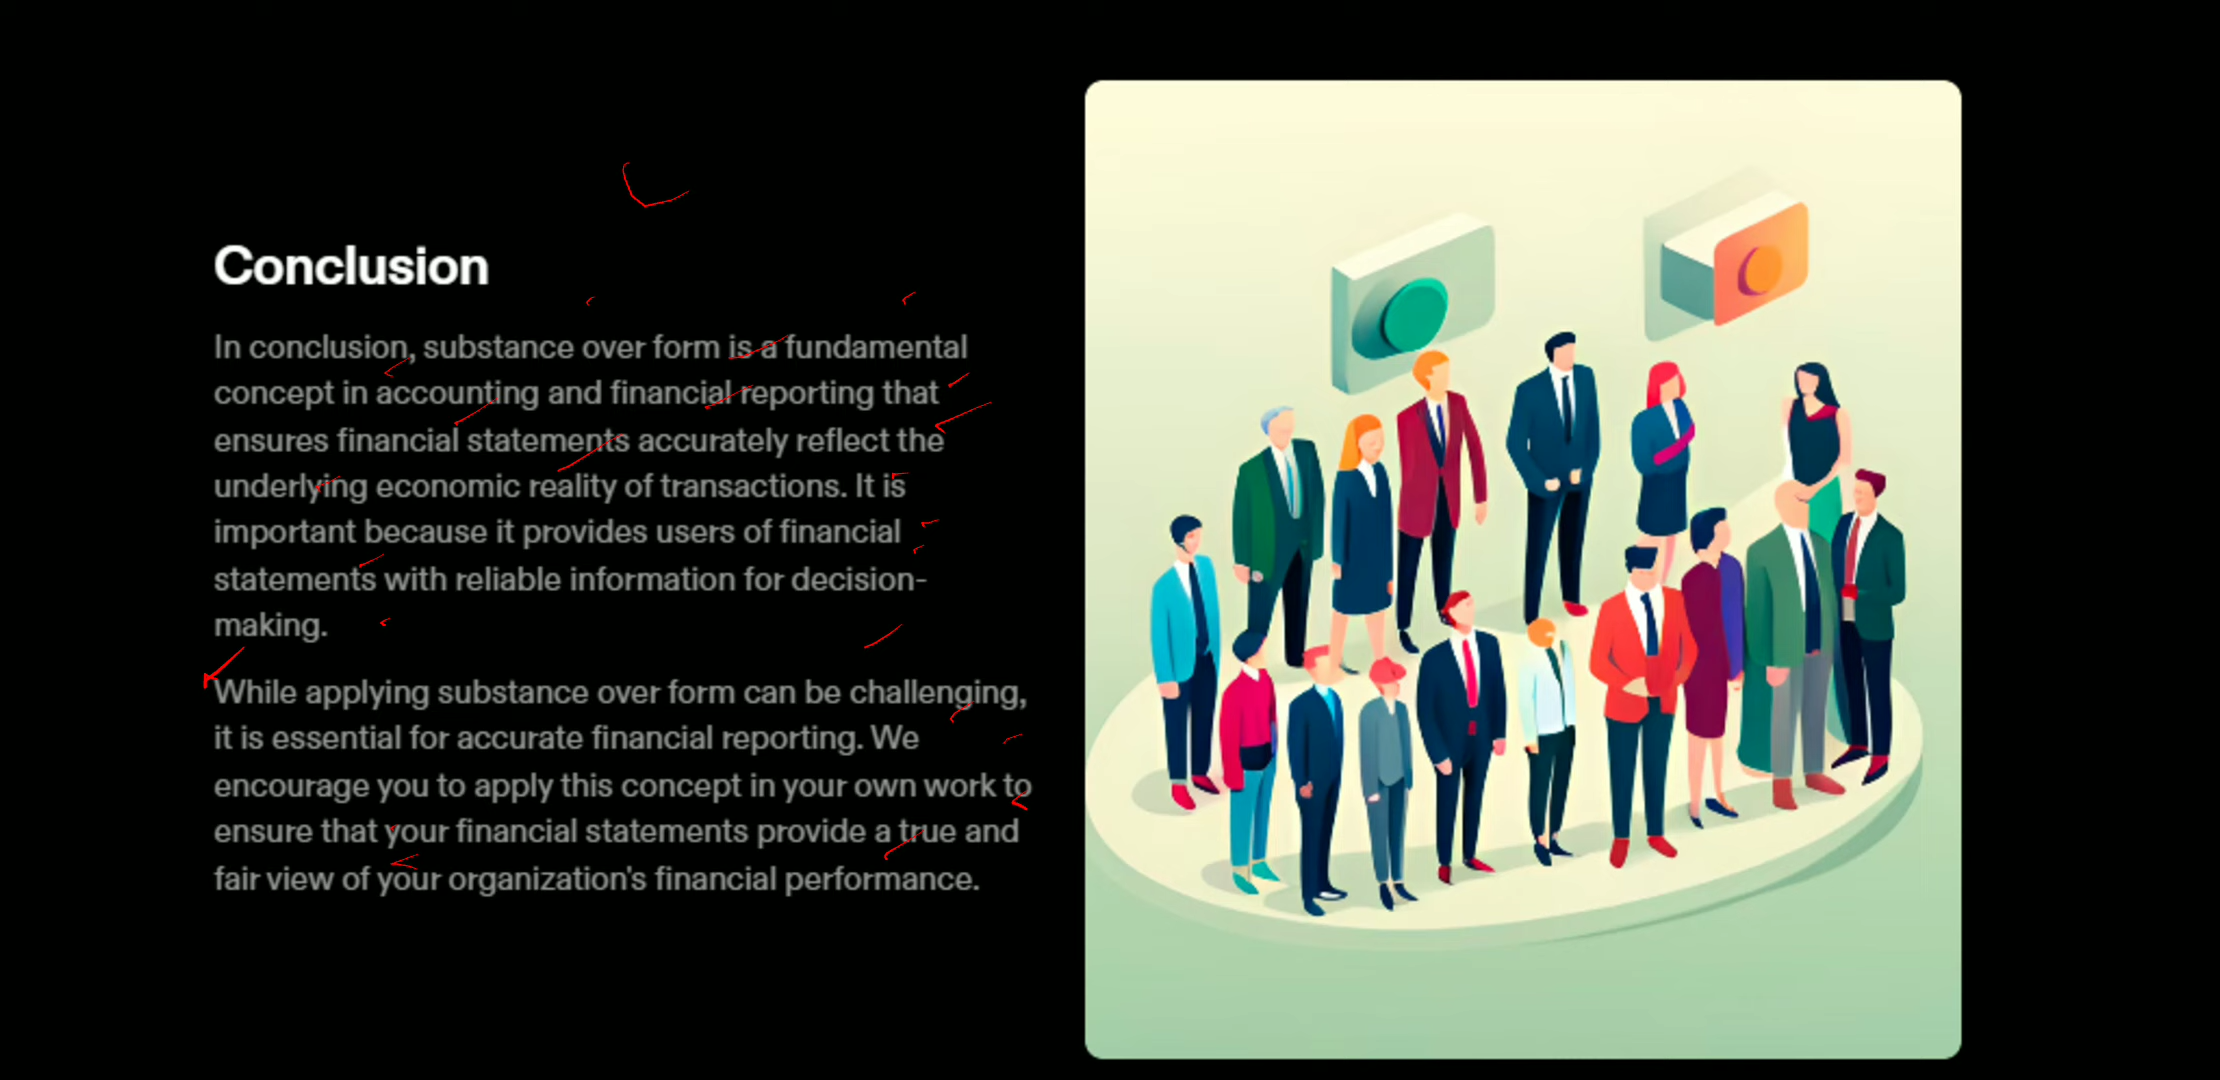 Conclusion
In conclusion, substance over form is a fundamental
concept in accounting and financial reporting that
ensures financial statements accurately reflect the
underlying economic reality of transactions. It is
important because it provides users of financial
statements with reliable information for decision-
making.
While applying substance over form can be challenging,
it is essential for accurate financial reporting. We
encourage you to apply this concept in your own work to
ensure that your financial statements provide a true and
fair view of your organization's financial performance.